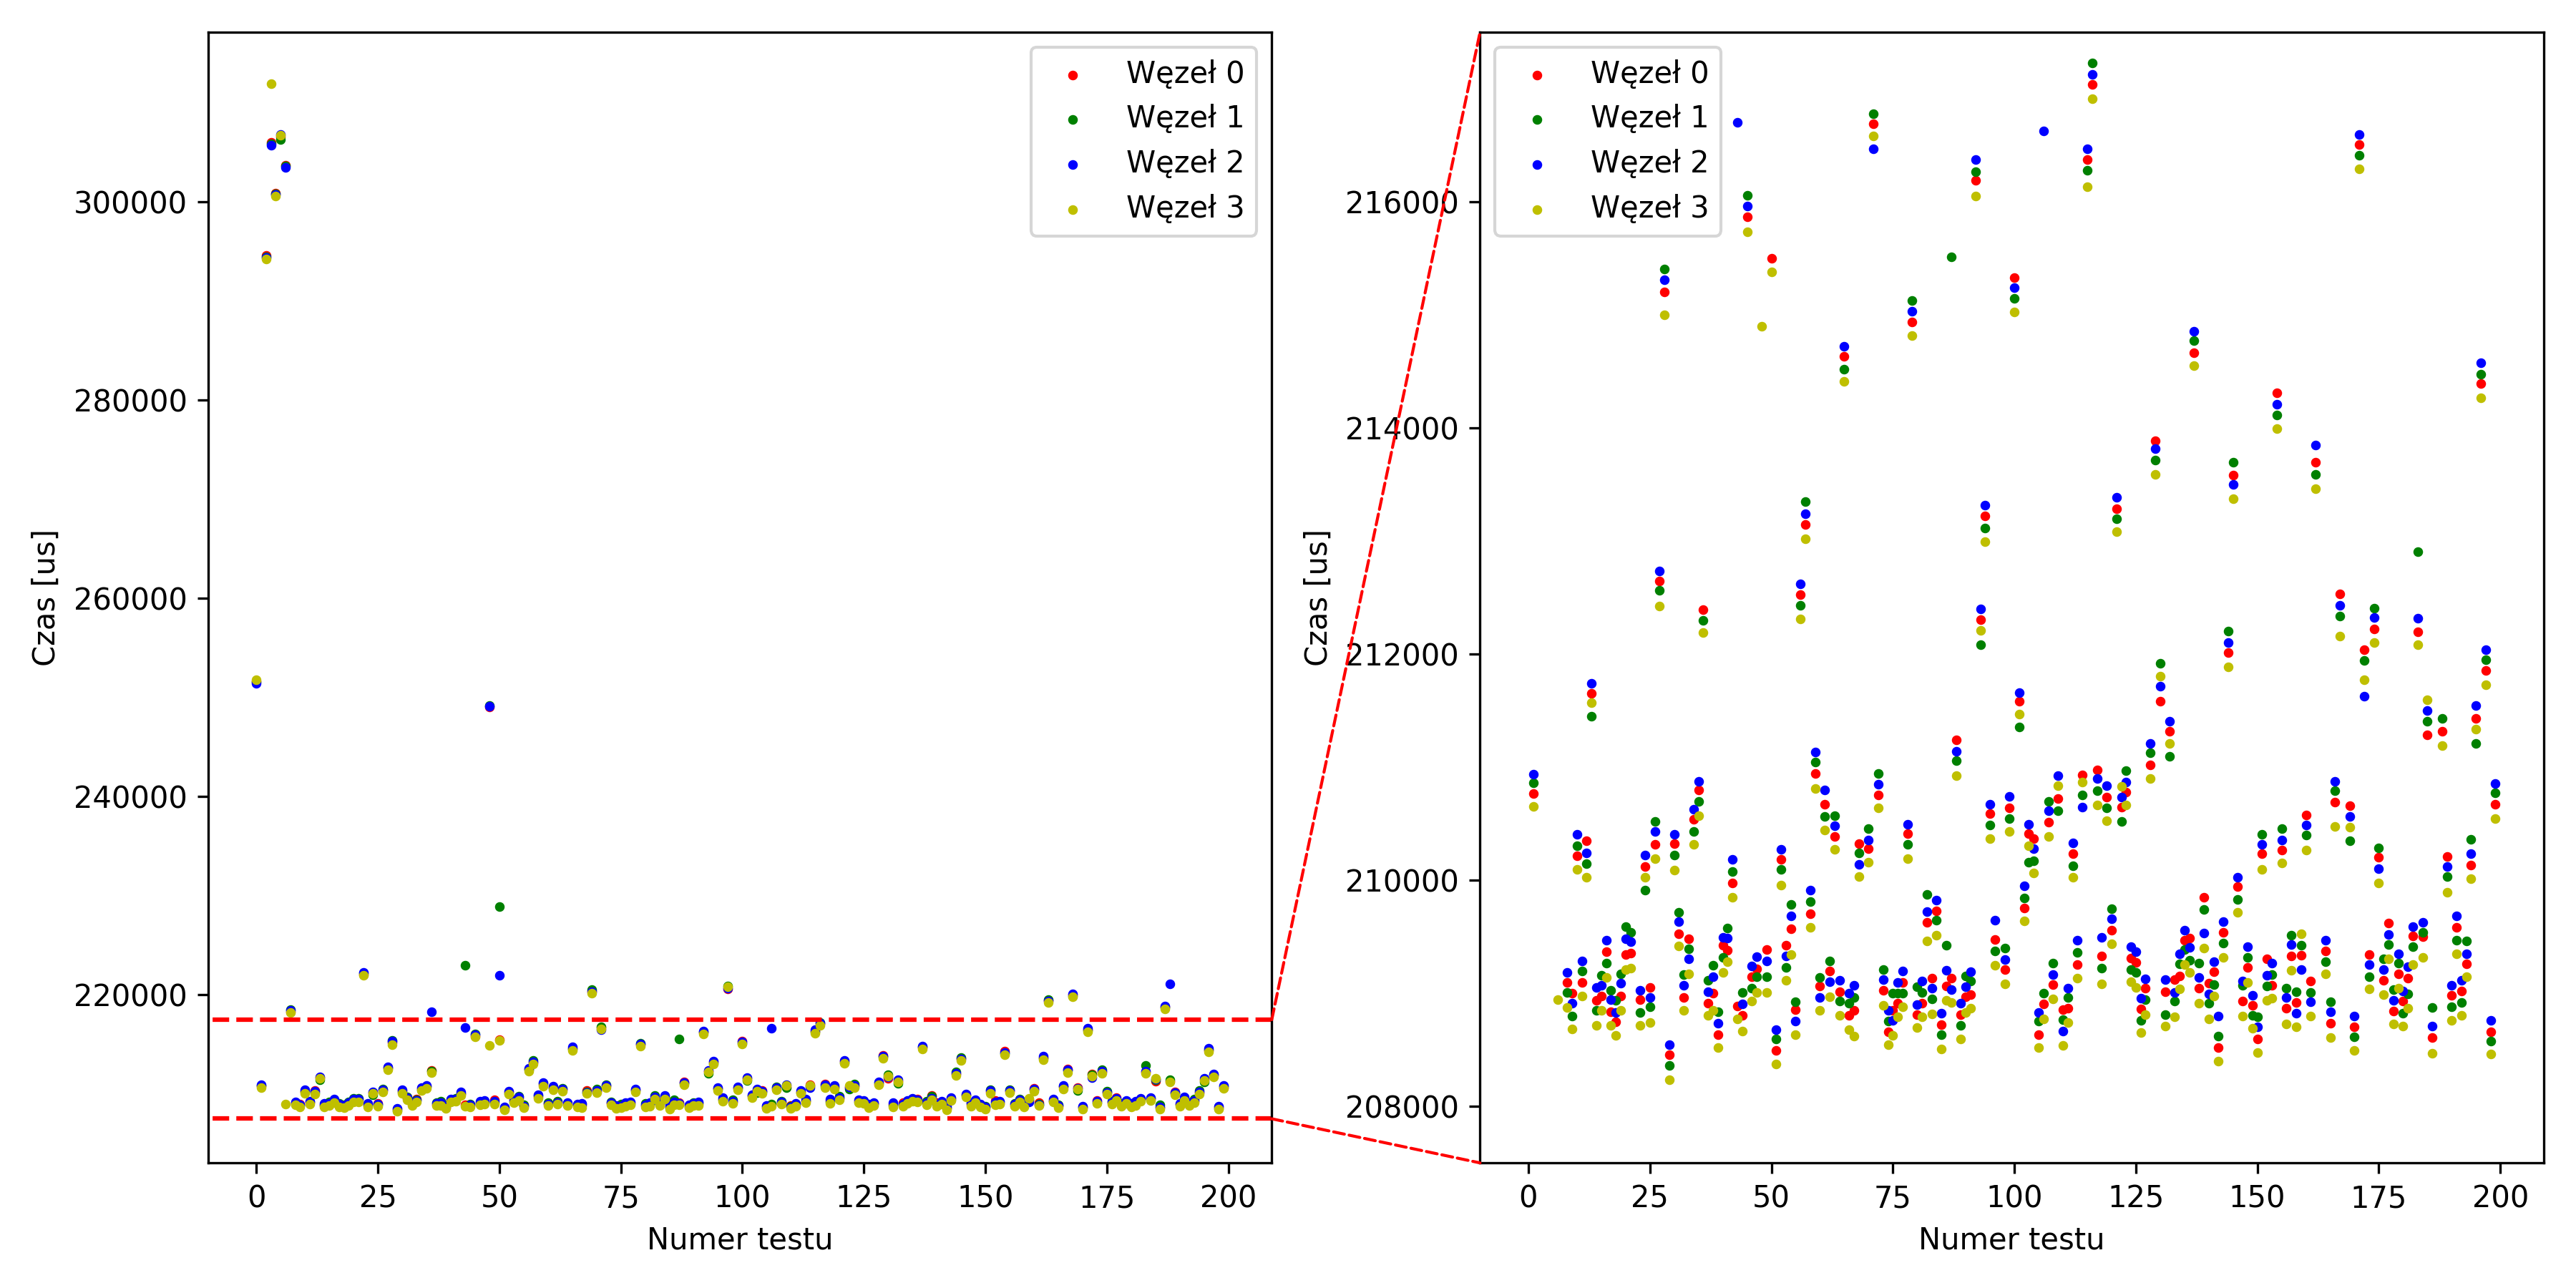 Węzeł 0
Węzeł 1
Węzeł 2
Węzeł 3
300000
280000
260000
240000
220000
Czas [us]
0 25 50 75 100 125 150 175 200
Numer testu
Węzeł 0
Węzeł 1
Węzeł 2
Węzeł 3
216000
214000
212000
210000
208000
Czas [us]
0 25 50 75 100 125 150 175 200
Numer testu